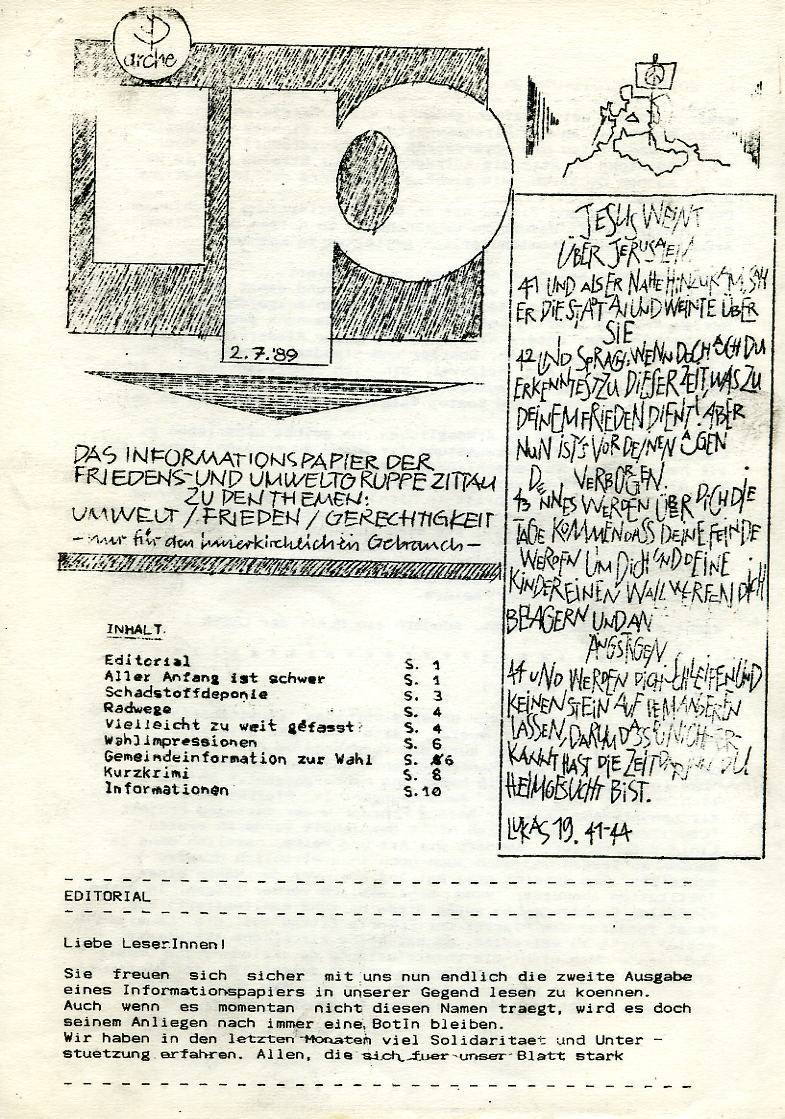 arche
2.7.'89
DAS INFORMATIONSPAPIER DER
FRIEDENS-UND UMWELTGRUPPE ZITTAU
ZU DEN THEMEN:
UMWELT / FRIEDEN / GERECHTIGKEIT
- nur für den innerkirchlichen Gebrauch -
INHALT
Editorial S. 1
Aller Anfang ist schwer S. 1
Schadstoffdeponie S. 3
Radwege S. 4
Vielleicht zu weit gefasst? S. 4
Wahlimpressionen S. 6
Gemeindeinformation zur Wahl S. 6
Kurzkrimi S. 8
Informationen S.10
JESUS WEINT
ÜBER JERUSALEM
41 UND ALS ER NAHE HINZUKAM, SAH
ER DIE STADT AN UND WEINTE ÜBER
SIE
42 UND SPRACH: WENN DOCH AUCH DU
ERKENNTEST ZU DIESER ZEIT, WAS ZU
DEINEM FRIEDEN DIENT! ABER
NUN IST'S VOR DEINEN AUGEN
VERBORGEN.
43 DENN ES WERDEN ÜBER DICH DIE
TAGE KOMMEN DASS DEINE FEINDE
WERDEN UM DICH UND DEINE
KINDER EINEN WALL WERFEN DICH
BELAGERN UND AN
ÄNGSTIGEN
44 UND WERDEN DICH SCHLEIFEN UND
KEINEN STEIN AUF DEM ANDEREN
LASSEN, DARUM DASS DU NICHT ER-
KANNT HAST DIE ZEIT DARINN DU
HEIMGESUCHT BIST.
LUKAS 19. 41-44
EDITORIAL
Liebe LeserInnen!
Sie freuen sich sicher mit uns nun endlich die zweite Ausgabe
eines Informationspapiers in unserer Gegend lesen zu koennen.
Auch wenn es momentan nicht diesen Namen traegt, wird es doch
seinem Anliegen nach immer eine BotIn bleiben.
Wir haben in den letzten Monaten viel Solidaritaet und Unter -
stuetzung erfahren. Allen, die sich fuer unser Blatt stark